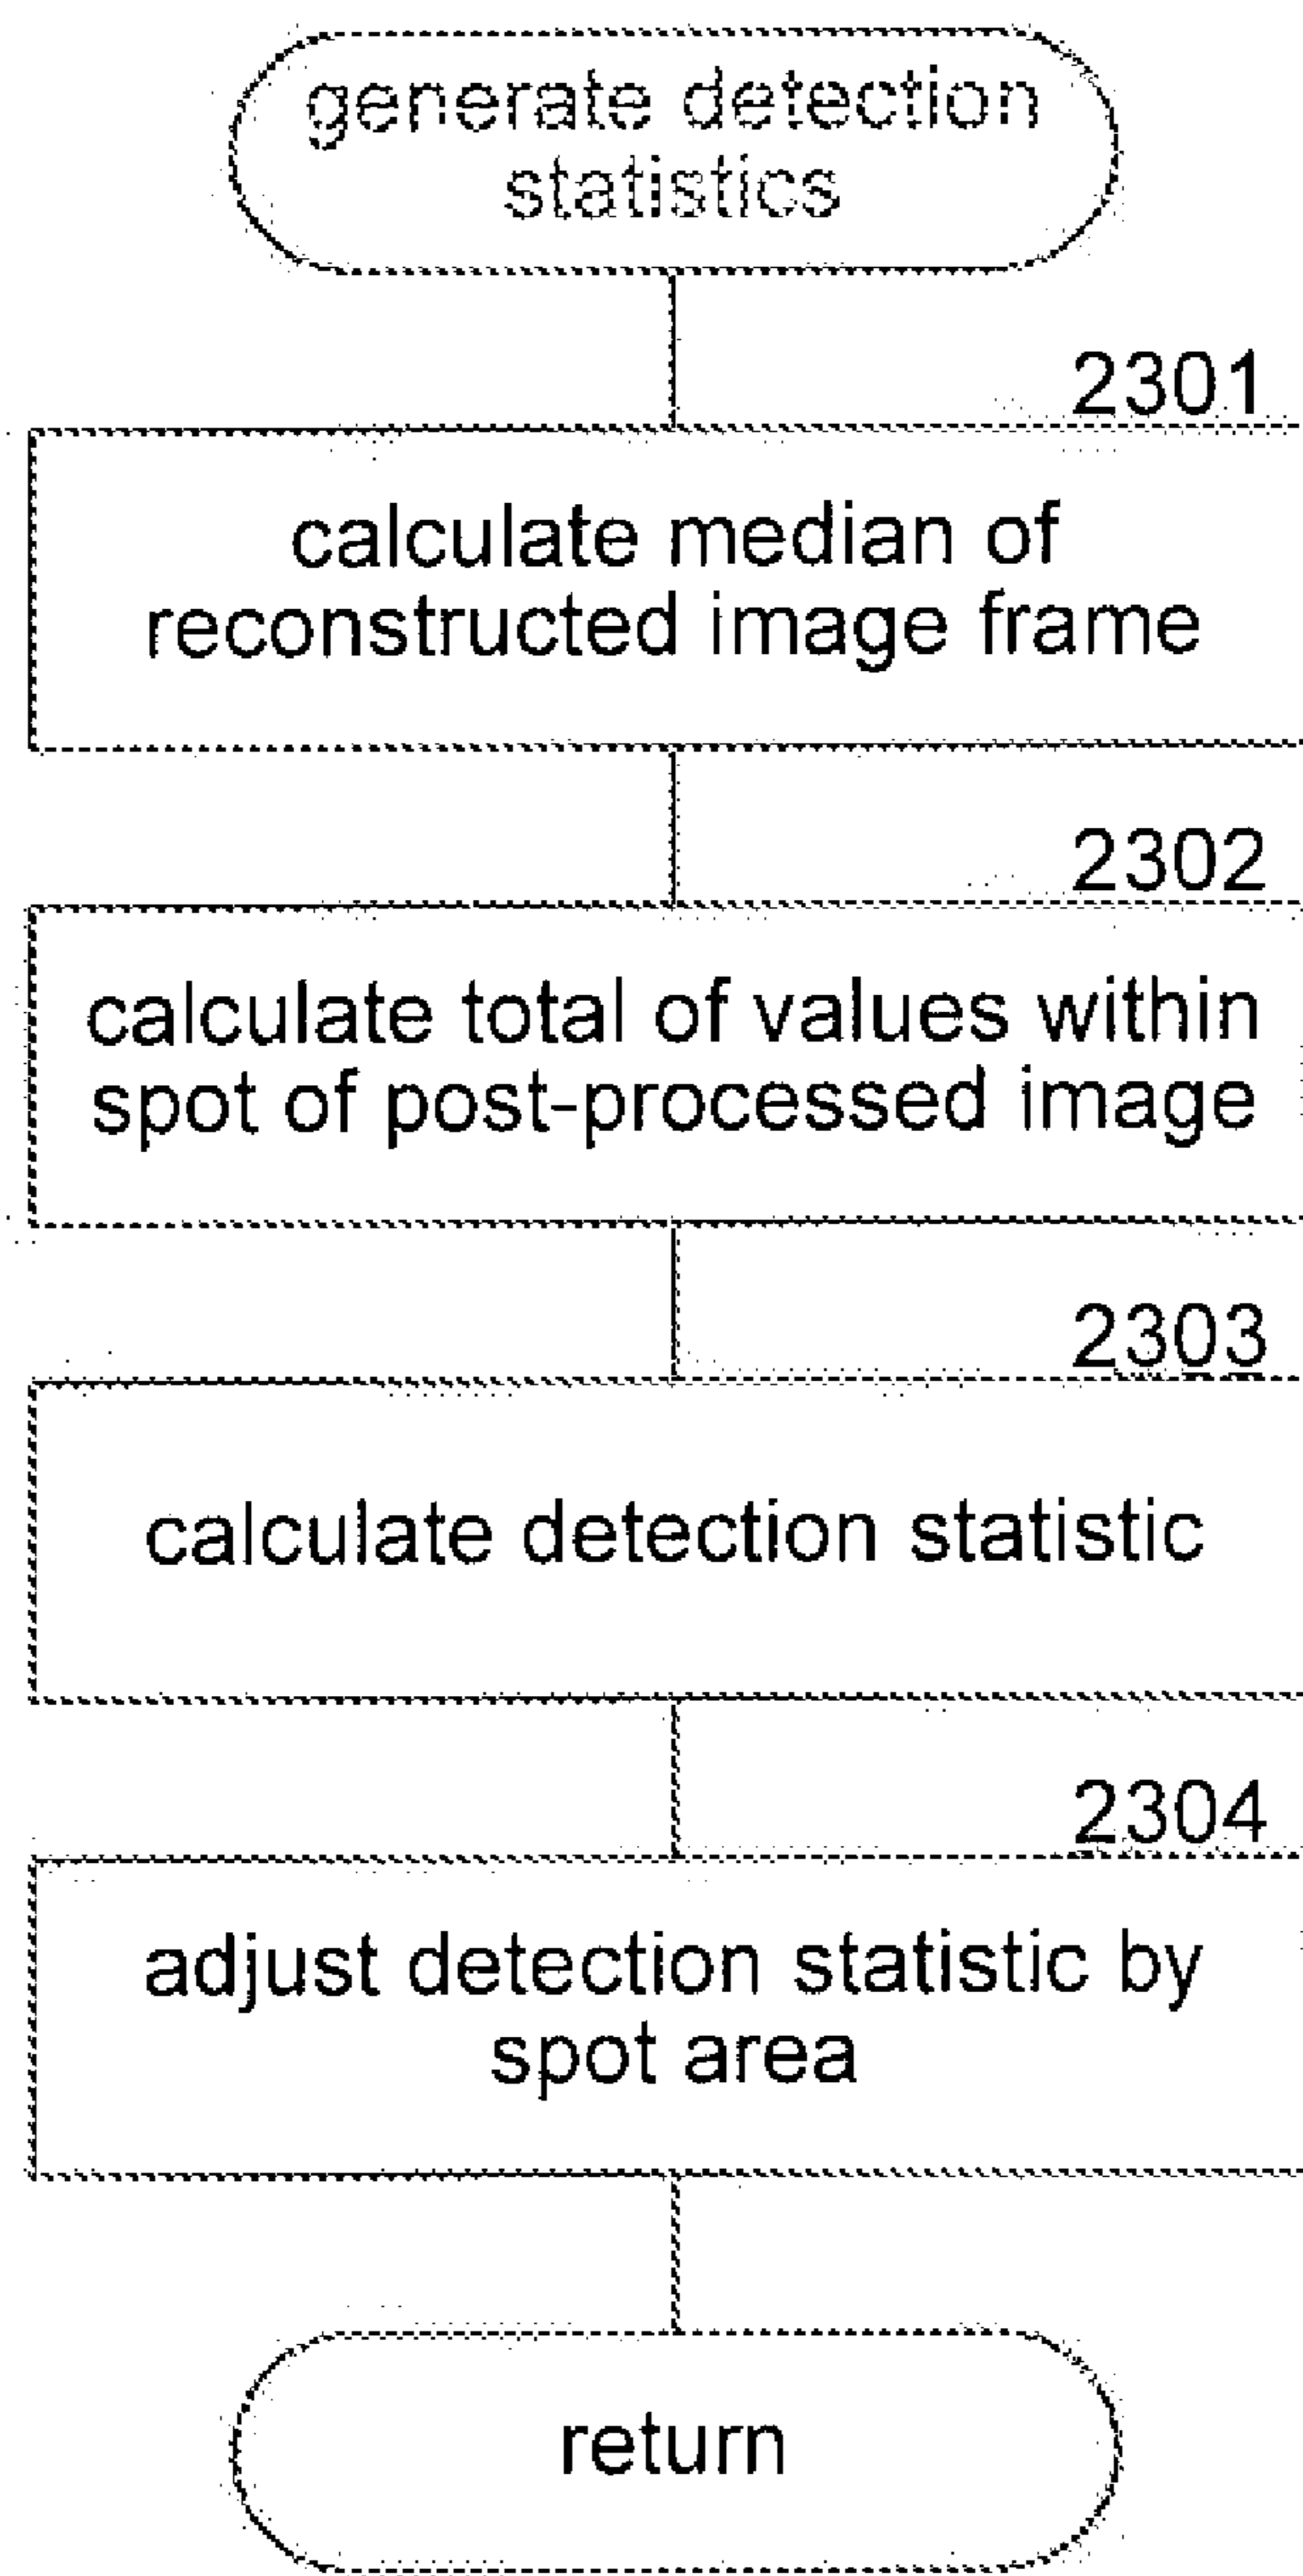 generate detection
statistics
2301
calculate median of
reconstructed image frame
2302
calculate total of values within
spot of post-processed image
2303
calculate detection statistic
2304
adjust detection statistic by
spot area
return